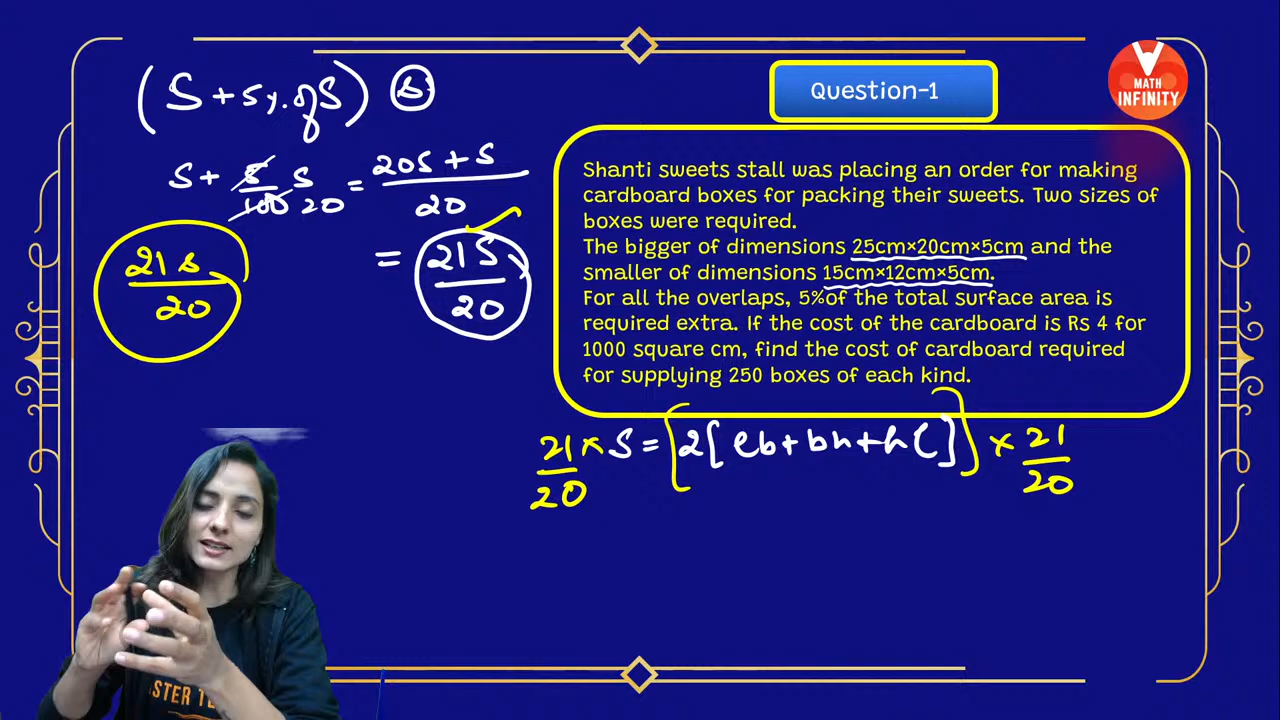 (S + 5%. of S) S
S + 5/100 S/20 = 20S + S / 20
= 21S / 20
21S / 20
Question-1
MATH
INFINITY
Shanti sweets stall was placing an order for making
cardboard boxes for packing their sweets. Two sizes of
boxes were required.
The bigger of dimensions 25cm×20cm×5cm and the
smaller of dimensions 15cm×12cm×5cm.
For all the overlaps, 5%of the total surface area is
required extra. If the cost of the cardboard is Rs 4 for
1000 square cm, find the cost of cardboard required
for supplying 250 boxes of each kind.
21/20 × S = [2[lb+bh+hl]] × 21/20